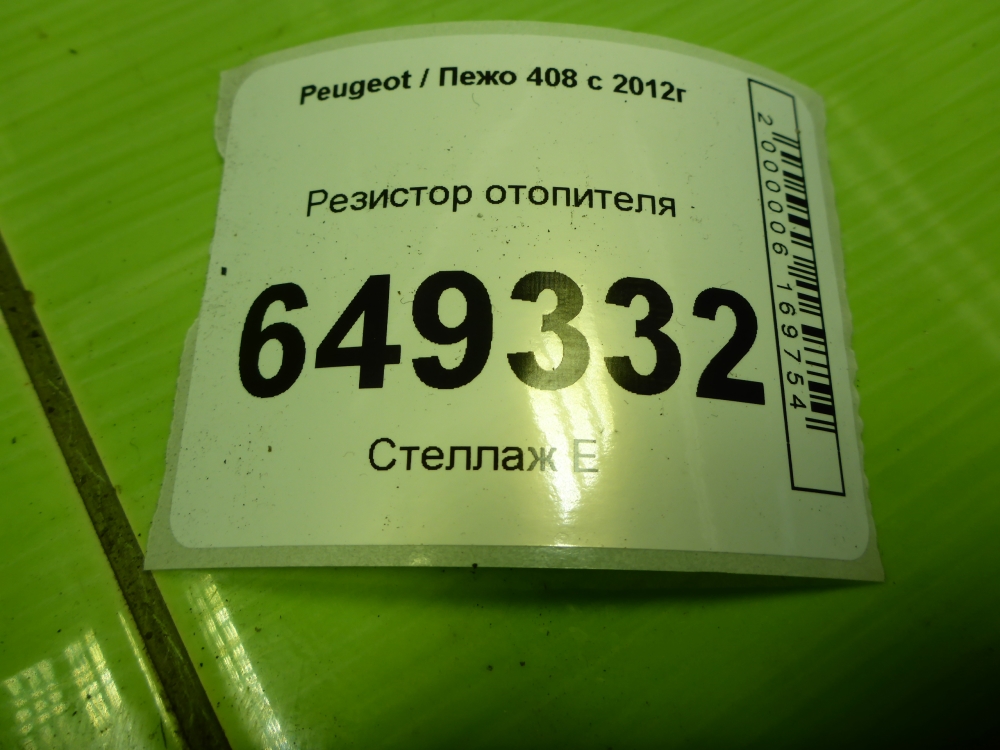 Peugeot / Пежо 408 с 2012г
Резистор отопителя
649332
Стеллаж Е
2000006169754